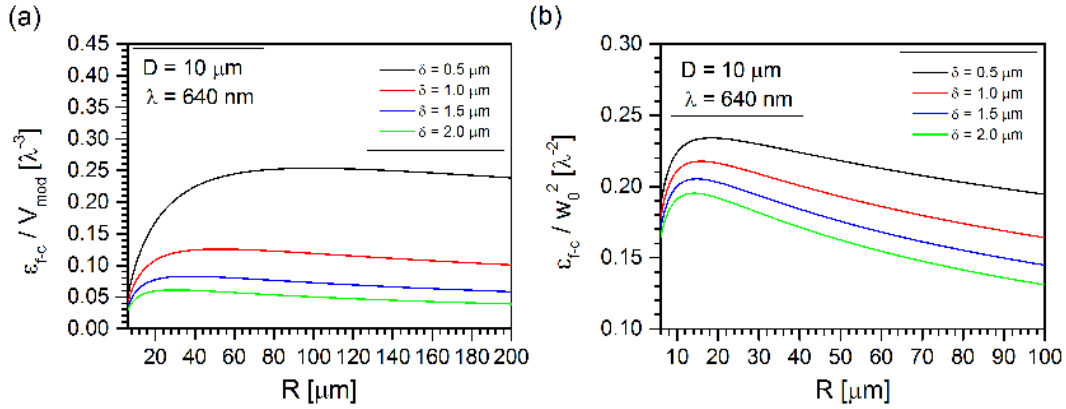 (a)
ε_f-c / V_mod [λ^-3]
0.45
0.40
0.35
0.30
0.25
0.20
0.15
0.10
0.05
0.00
D = 10 μm
λ = 640 nm
δ = 0.5 μm
δ = 1.0 μm
δ = 1.5 μm
δ = 2.0 μm
20 40 60 80 100 120 140 160 180 200
R [μm]
(b)
ε_f-c / w_0^2 [λ^-2]
0.30
0.25
0.20
0.15
0.10
D = 10 μm
λ = 640 nm
δ = 0.5 μm
δ = 1.0 μm
δ = 1.5 μm
δ = 2.0 μm
10 20 30 40 50 60 70 80 90 100
R [μm]